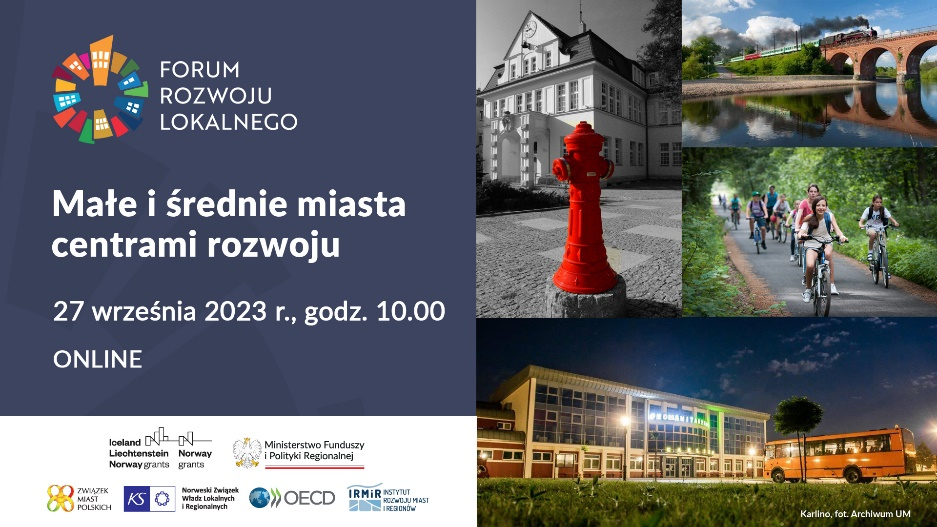 FORUM
ROZWOJU
LOKALNEGO
Małe i średnie miasta
centrami rozwoju
27 września 2023 r., godz. 10.00
ONLINE
Iceland
Liechtenstein
Norway grants
Norway
grants
Ministerstwo Funduszy
i Polityki Regionalnej
ZWIĄZEK
MIAST
POLSKICH
KS
Norweski Związek
Władz Lokalnych
i Regionalnych
OECD
IRMiR
INSTYTUT
ROZWOJU MIAST
I REGIONÓW
Karlino, fot. Archiwum UM